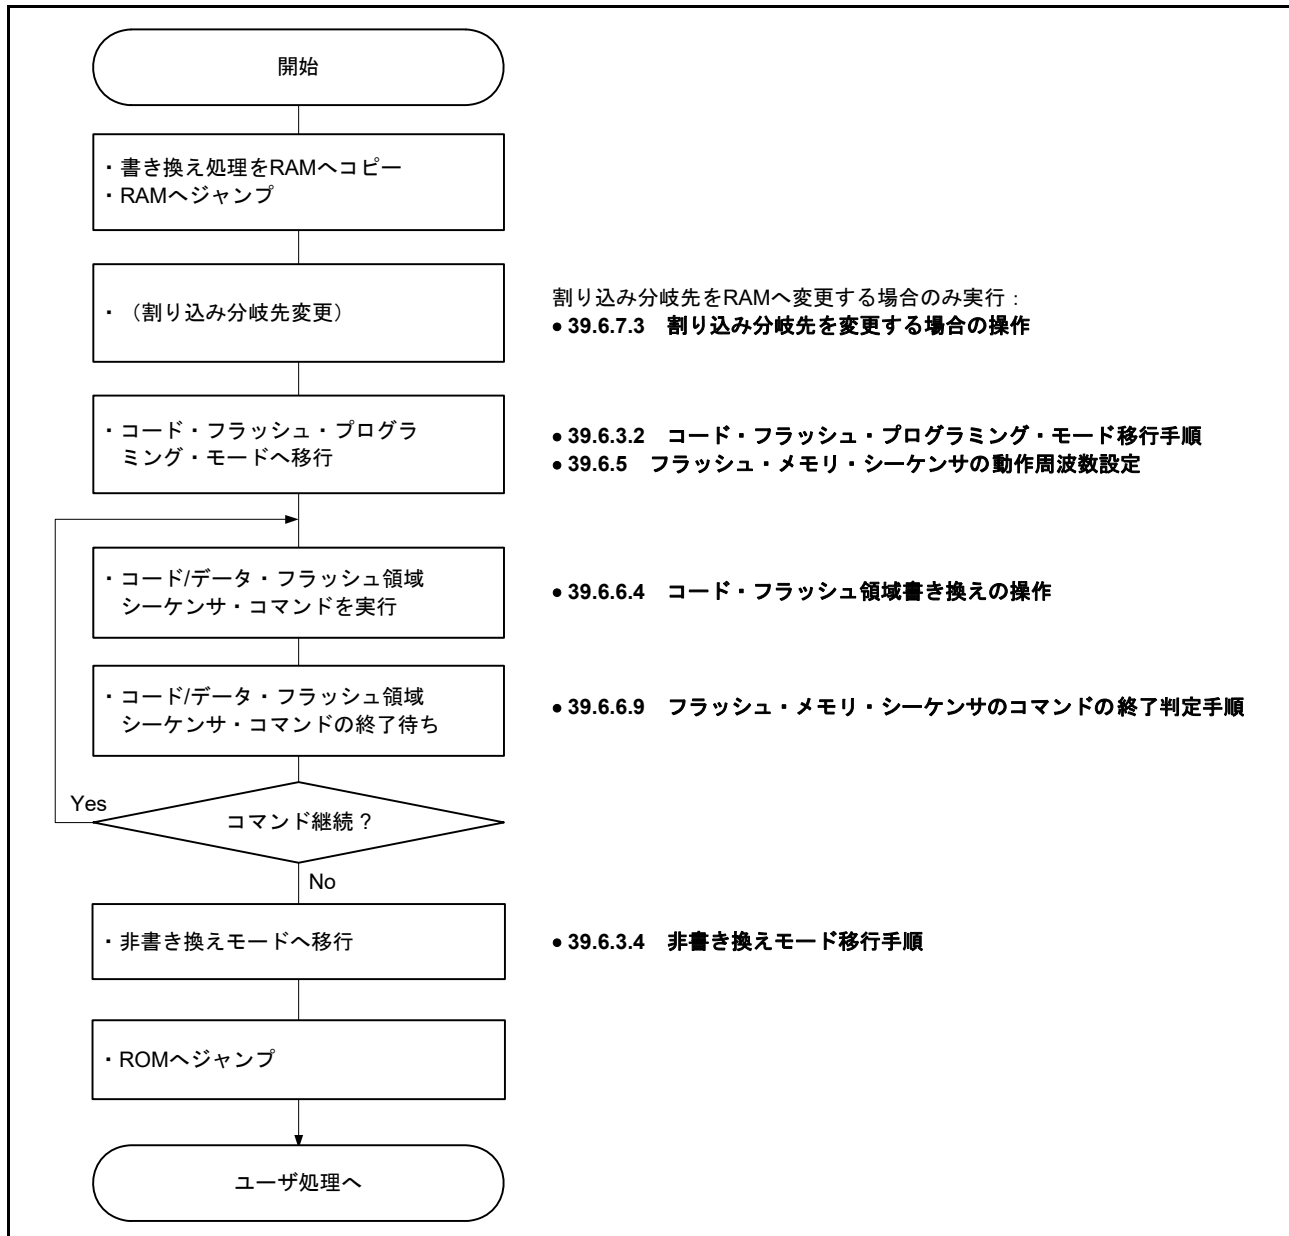 開始
・書き換え処理をRAMへコピー
・RAMへジャンプ
・（割り込み分岐先変更）
割り込み分岐先をRAMへ変更する場合のみ実行：
● 39.6.7.3　割り込み分岐先を変更する場合の操作
・コード・フラッシュ・プログラ
ミング・モードへ移行
● 39.6.3.2　コード・フラッシュ・プログラミング・モード移行手順
● 39.6.5　フラッシュ・メモリ・シーケンサの動作周波数設定
・コード/データ・フラッシュ領域
シーケンサ・コマンドを実行
● 39.6.6.4　コード・フラッシュ領域書き換えの操作
・コード/データ・フラッシュ領域
シーケンサ・コマンドの終了待ち
● 39.6.6.9　フラッシュ・メモリ・シーケンサのコマンドの終了判定手順
Yes
コマンド継続？
No
・非書き換えモードへ移行
● 39.6.3.4　非書き換えモード移行手順
・ROMへジャンプ
ユーザ処理へ